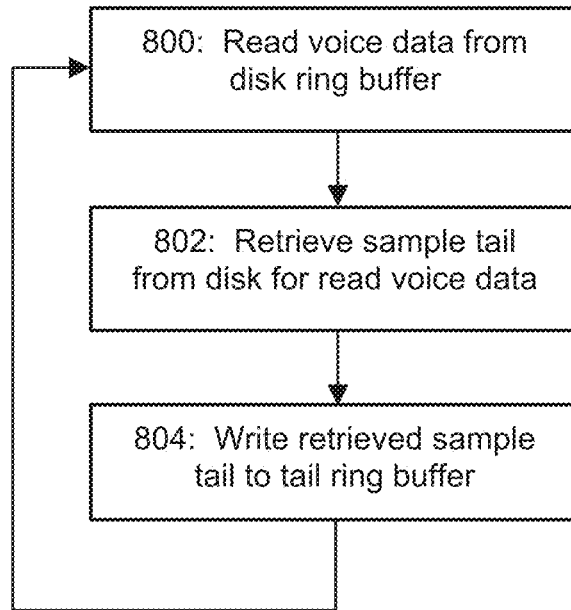 800: Read voice data from
disk ring buffer
802: Retrieve sample tail
from disk for read voice data
804: Write retrieved sample
tail to tail ring buffer